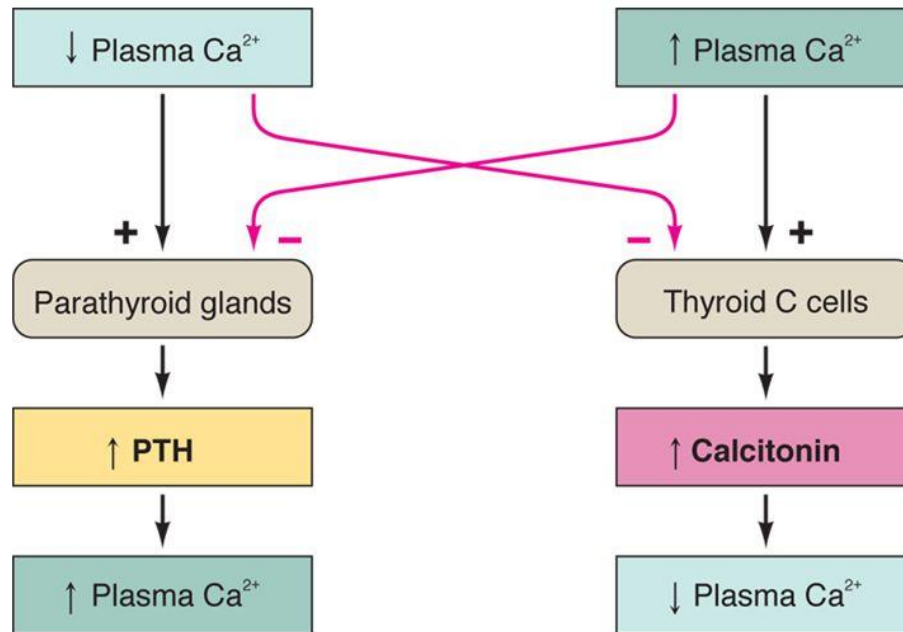 ↓ Plasma Ca²⁺
↑ Plasma Ca²⁺
+
−
−
+
Parathyroid glands
Thyroid C cells
↑ PTH
↑ Calcitonin
↑ Plasma Ca²⁺
↓ Plasma Ca²⁺